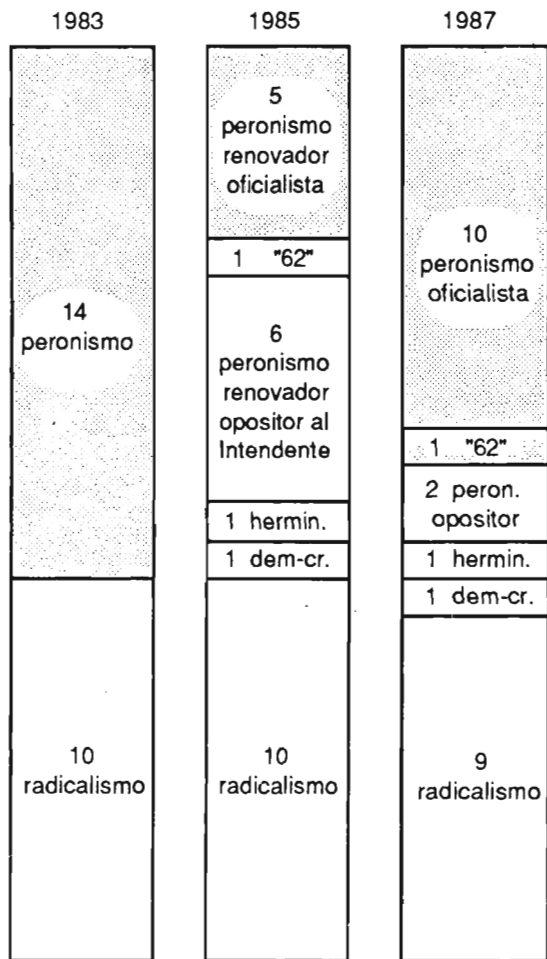 1983
1985
1987
14
peronismo
10
radicalismo
5
peronismo
renovador
oficialista
1 "62"
6
peronismo
renovador
opositor al
Intendente
1 hermin.
1 dem-cr.
10
radicalismo
10
peronismo
oficialista
1 "62"
2 peron.
opositor
1 hermin.
1 dem-cr.
9
radicalismo